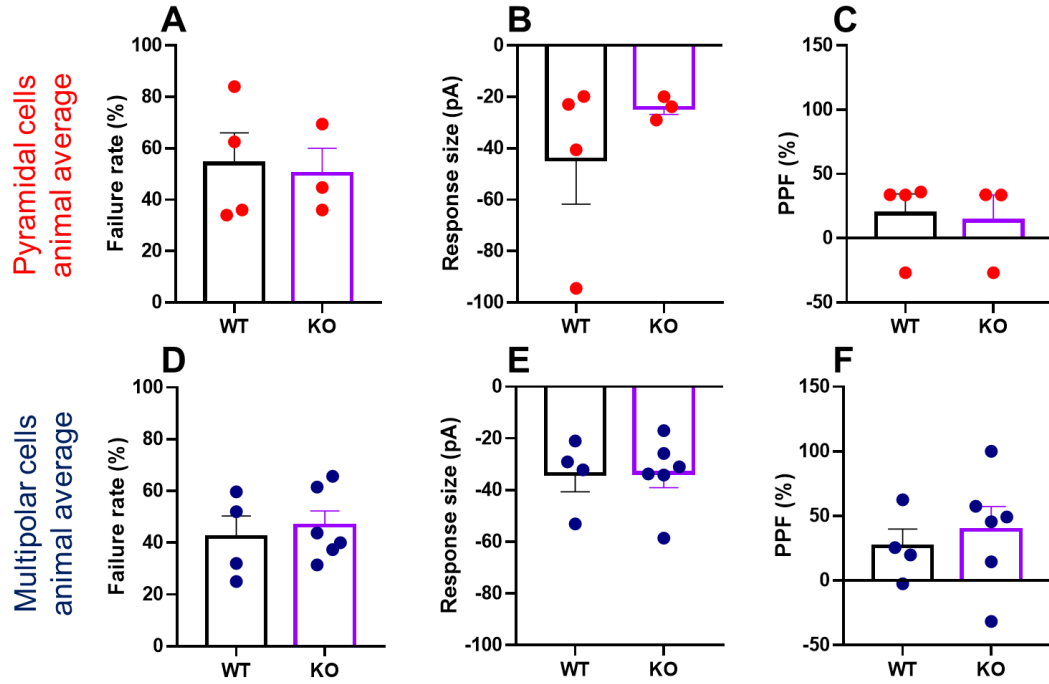 Pyramidal cells
animal average
A
Failure rate (%)
100
80
60
40
20
0
WT KO
B
Response size (pA)
0
-20
-40
-60
-80
-100
WT KO
C
PPF (%)
150
100
50
0
-50
WT KO
Multipolar cells
animal average
D
Failure rate (%)
100
80
60
40
20
0
WT KO
E
Response size (pA)
0
-20
-40
-60
-80
-100
WT KO
F
PPF (%)
150
100
50
0
-50
WT KO